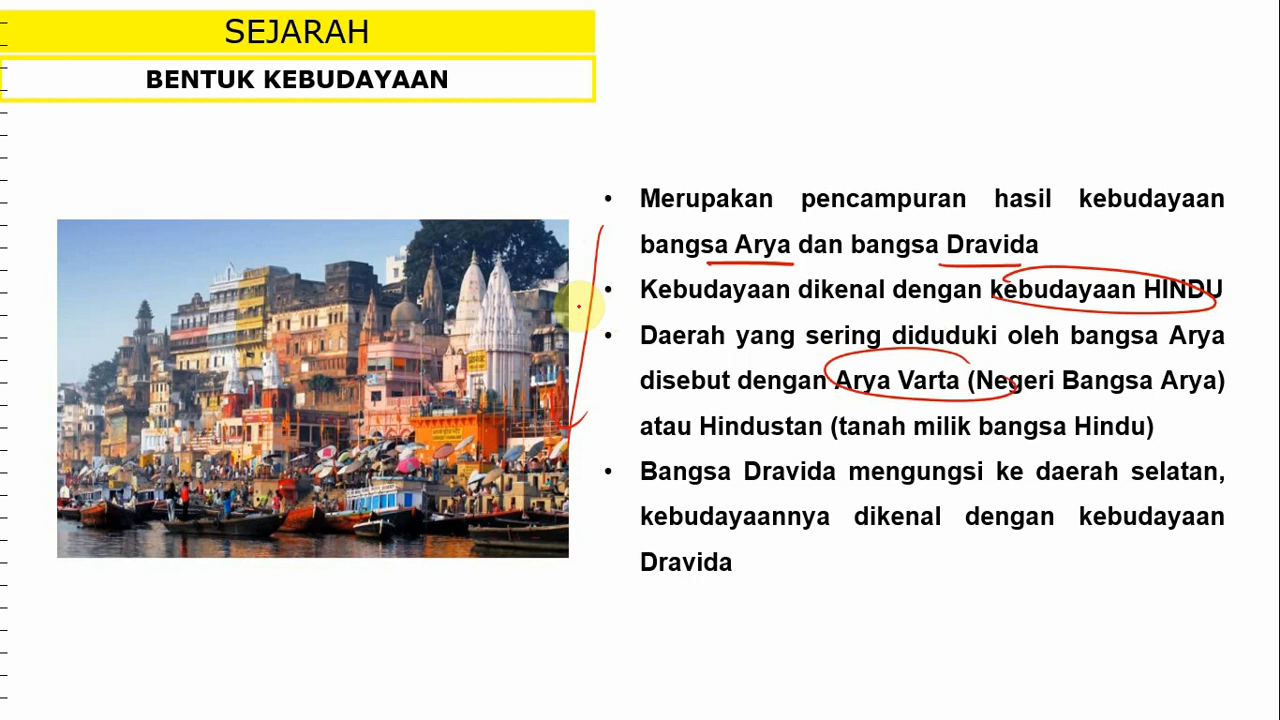 SEJARAH
BENTUK KEBUDAYAAN
• Merupakan pencampuran hasil kebudayaan
bangsa Arya dan bangsa Dravida
• Kebudayaan dikenal dengan kebudayaan HINDU
• Daerah yang sering diduduki oleh bangsa Arya
disebut dengan Arya Varta (Negeri Bangsa Arya)
atau Hindustan (tanah milik bangsa Hindu)
• Bangsa Dravida mengungsi ke daerah selatan,
kebudayaannya dikenal dengan kebudayaan
Dravida